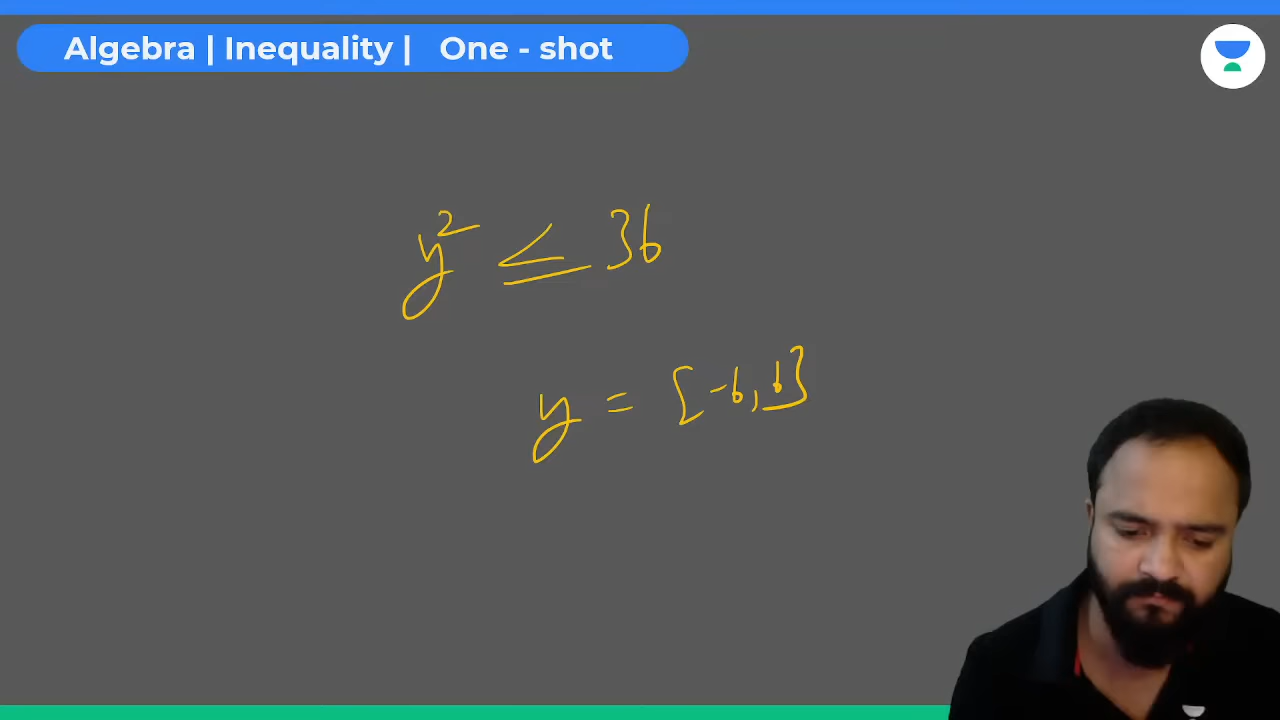 Algebra | Inequality | One - shot
y² ≤ 36
y = [-6, 6]